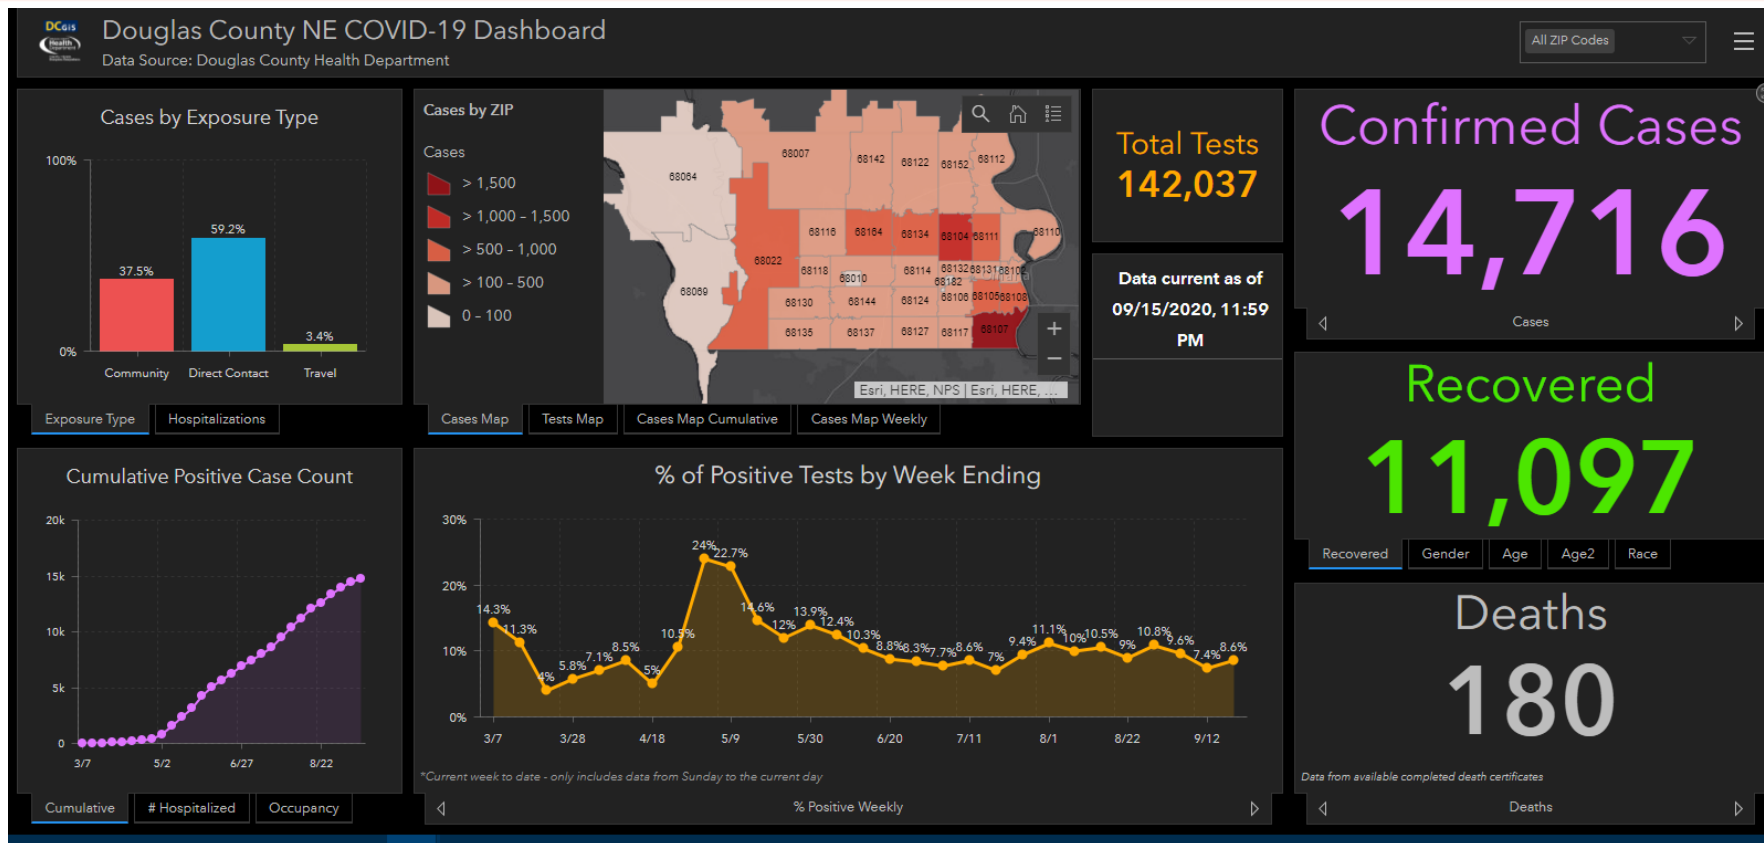 DCGIS
Health
Douglas County NE COVID-19 Dashboard
Data Source: Douglas County Health Department
All ZIP Codes
Cases by Exposure Type
100%
59.2%
37.5%
3.4%
0%
Community Direct Contact Travel
Exposure Type Hospitalizations
Cases by ZIP
Cases
> 1,500
> 1,000 - 1,500
> 500 - 1,000
> 100 - 500
0 - 100
68007 68142 68122 68152 68112
68064
68116 68164 68134 68104 68111 68110
68022 68118 68010 68114 68132 68131 68102
68182
68069 68130 68144 68124 68106 68105 68108
68135 68137 68127 68117 68107
Esri, HERE, NPS | Esri, HERE, ...
Cases Map Tests Map Cases Map Cumulative Cases Map Weekly
Total Tests
142,037
Data current as of
09/15/2020, 11:59
PM
Confirmed Cases
14,716
Cases
Recovered
11,097
Recovered Gender Age Age2 Race
Deaths
180
Data from available completed death certificates
Deaths
Cumulative Positive Case Count
20k
15k
10k
5k
0
3/7 5/2 6/27 8/22
Cumulative # Hospitalized Occupancy
% of Positive Tests by Week Ending
30%
20%
10%
0%
14.3% 11.3% 4% 5.8% 7.1% 8.5% 5% 10.5% 24% 22.7% 14.6% 12% 13.9% 12.4% 10.3% 8.8% 8.3% 7.7% 8.6% 7% 9.4% 11.1% 10% 10.5% 9% 10.8% 9.6% 7.4% 8.6%
3/7 3/28 4/18 5/9 5/30 6/20 7/11 8/1 8/22 9/12
*Current week to date - only includes data from Sunday to the current day
% Positive Weekly